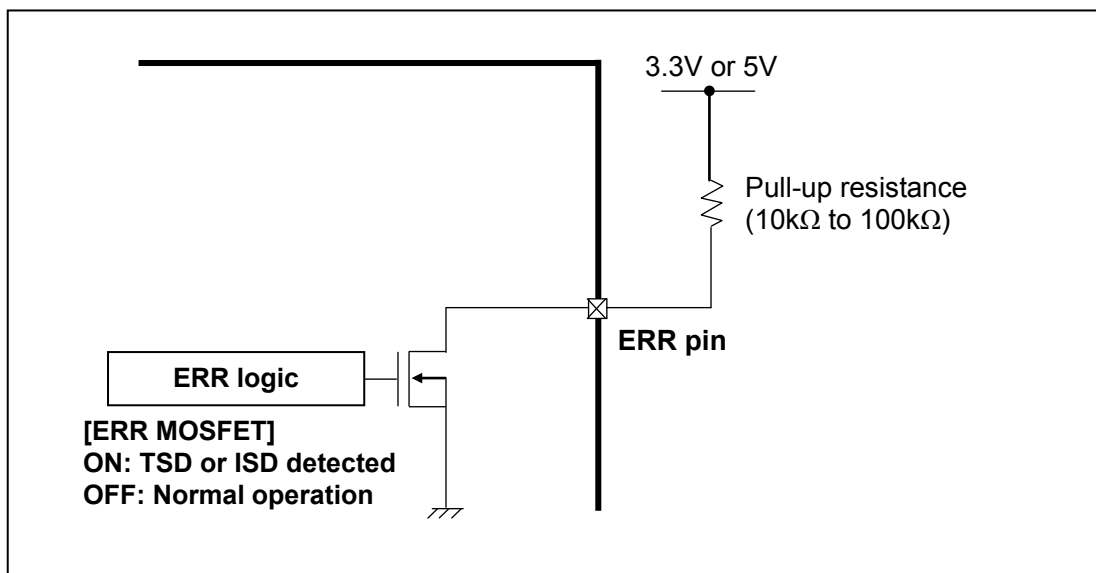 3.3V or 5V
Pull-up resistance
(10kΩ to 100kΩ)
ERR pin
ERR logic
[ERR MOSFET]
ON: TSD or ISD detected
OFF: Normal operation